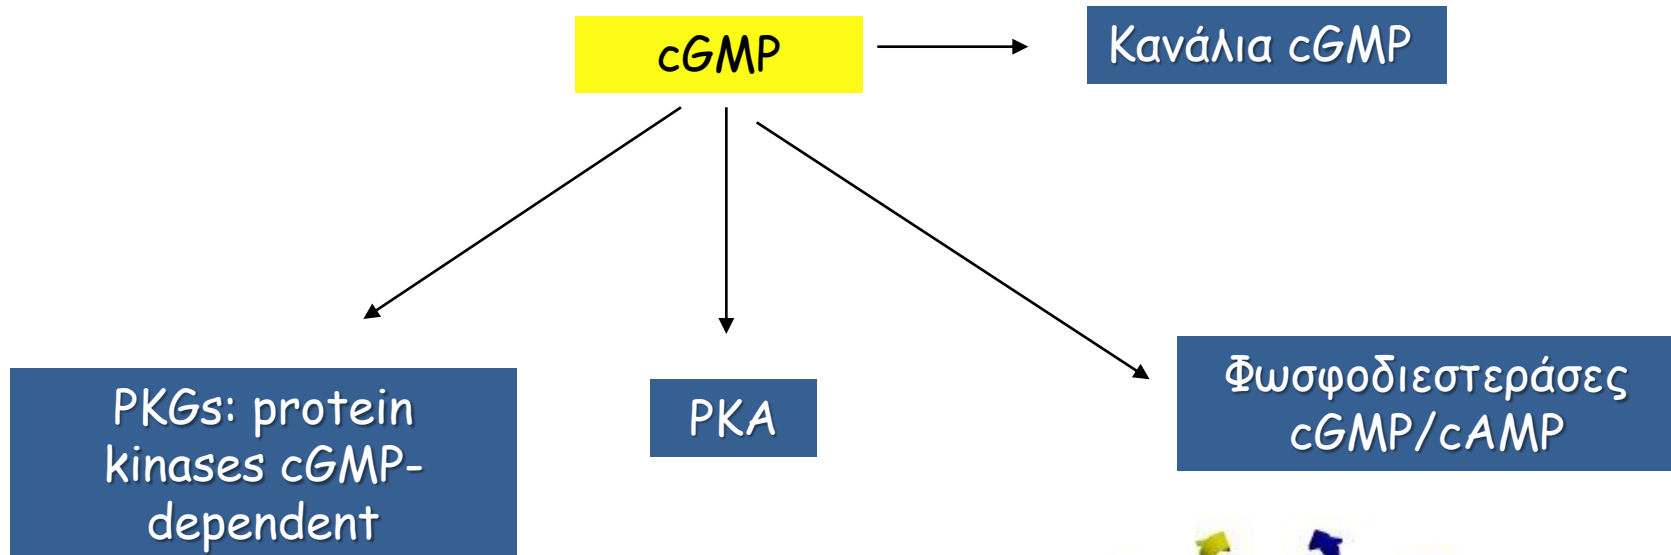 cGMP
Κανάλια cGMP
PKGs: protein
kinases cGMP-
dependent
PKA
Φωσφοδιεστεράσες
cGMP/cAMP